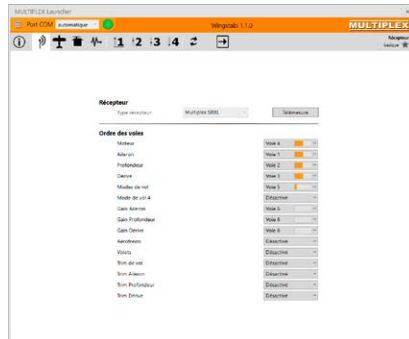 MULTIPLEX Launcher
Port COM automatique Wingstabi 1.1.0 MULTIPLEX
1 2 3 4 Récepteur
Lexique
Récepteur
Type récepteur Multiplex SRXL Télémesure
Ordre des voies
Moteur Voie 4
Aileron Voie 1
Profondeur Voie 2
Dérive Voie 3
Modes de vol Voie 5
Mode de vol 4 Désactivé
Gain Aileron Voie 6
Gain Profondeur Voie 6
Gain Dérive Voie 6
Aérofreins Désactivé
Volets Désactivé
Trim de vol Désactivé
Trim Aileron Désactivé
Trim Profondeur Désactivé
Trim Dérive Désactivé